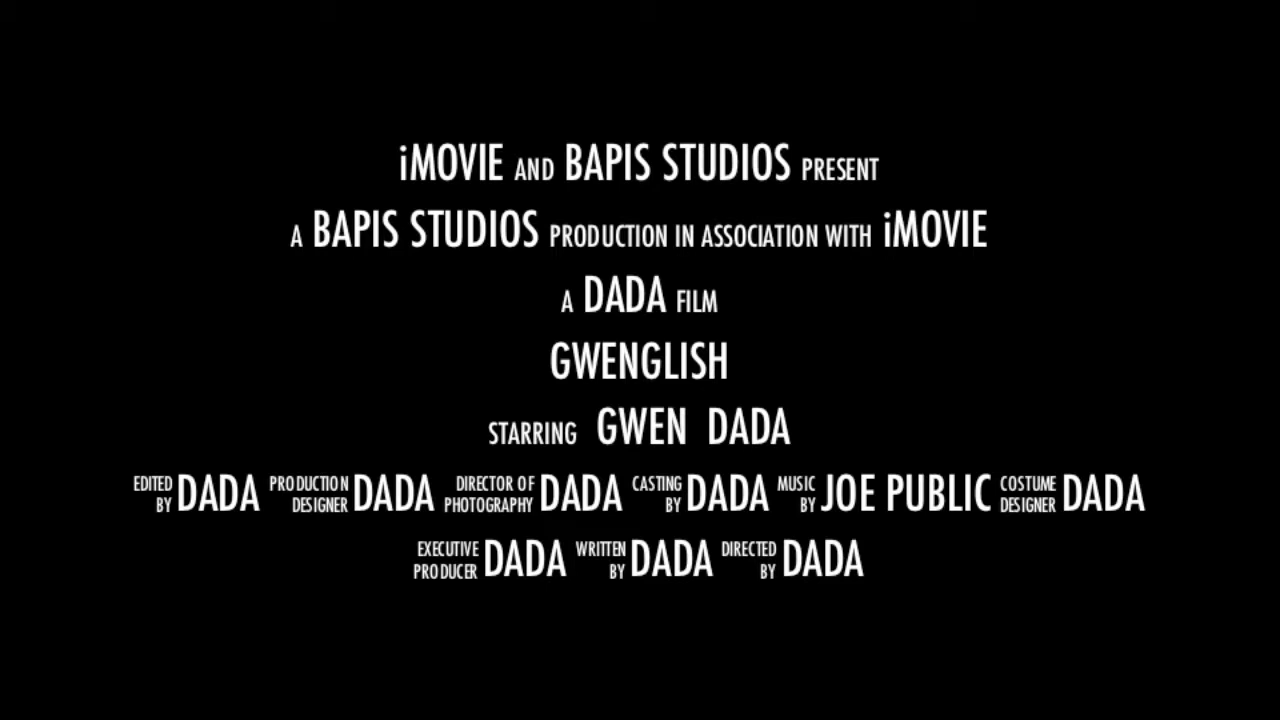 iMOVIE AND BAPIS STUDIOS PRESENT
A BAPIS STUDIOS PRODUCTION IN ASSOCIATION WITH iMOVIE
A DADA FILM
GWENGLISH
STARRING GWEN DADA
EDITED BY DADA PRODUCTION DESIGNER DADA DIRECTOR OF PHOTOGRAPHY DADA CASTING BY DADA MUSIC BY JOE PUBLIC COSTUME DESIGNER DADA
EXECUTIVE PRODUCER DADA WRITTEN BY DADA DIRECTED BY DADA